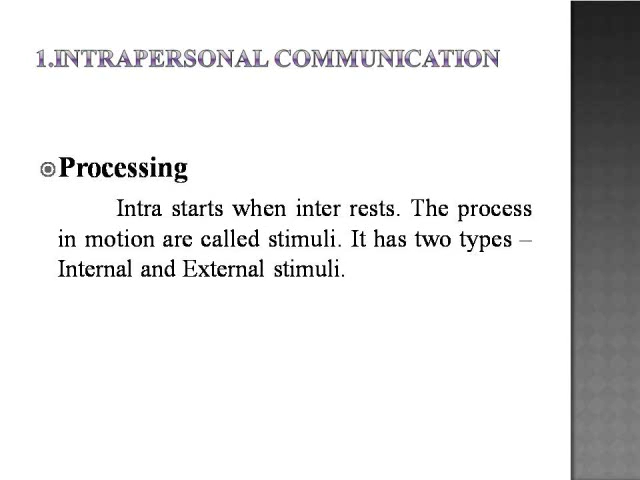 1.INTRAPERSONAL COMMUNICATION
Processing
Intra starts when inter rests. The process
in motion are called stimuli. It has two types –
Internal and External stimuli.